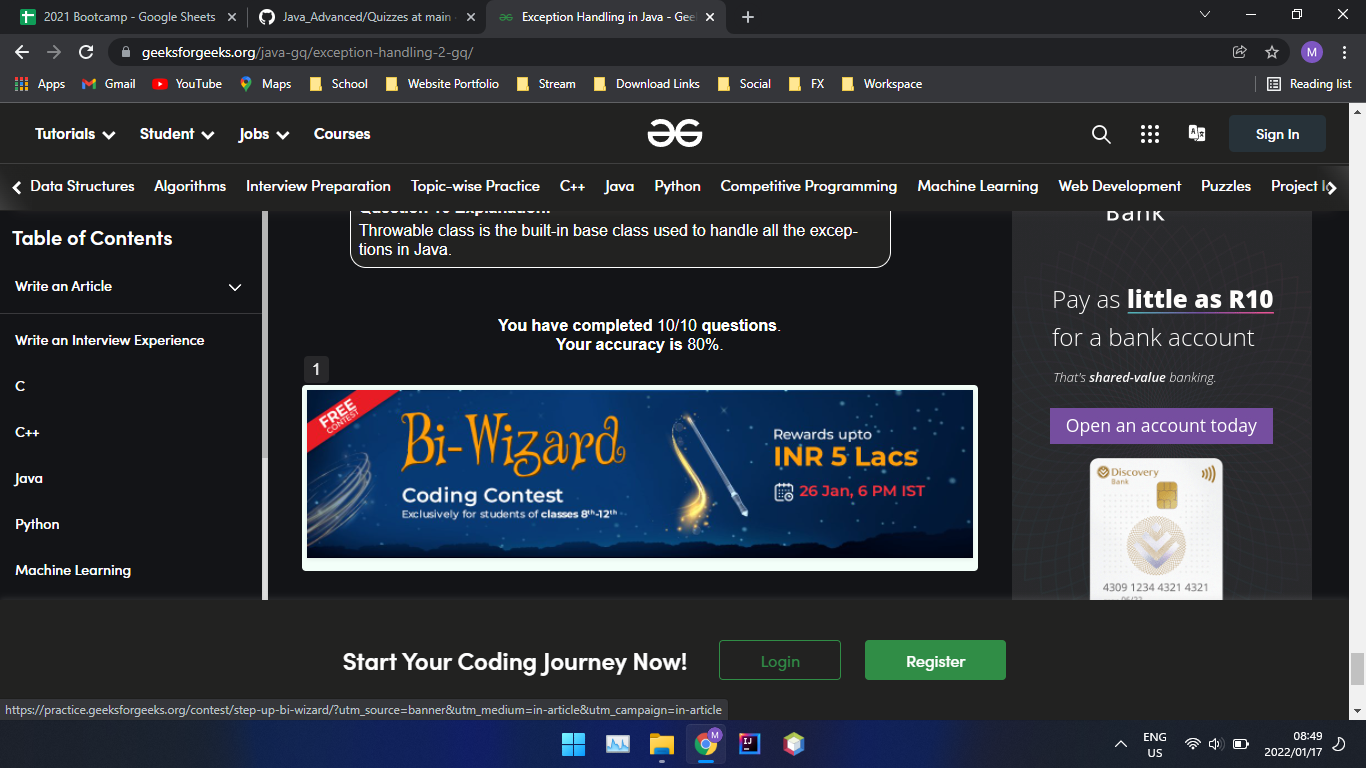 2021 Bootcamp - Google Sheets
Java_Advanced/Quizzes at main
Exception Handling in Java - Gee
geeksforgeeks.org/java-gq/exception-handling-2-gq/
M
Apps Gmail YouTube Maps School Website Portfolio Stream Download Links Social FX Workspace Reading list
Tutorials Student Jobs Courses Sign In
Data Structures Algorithms Interview Preparation Topic-wise Practice C++ Java Python Competitive Programming Machine Learning Web Development Puzzles Project
Table of Contents
Write an Article
Write an Interview Experience
C
C++
Java
Python
Machine Learning
Question 10 Explanation:
Throwable class is the built-in base class used to handle all the excep-
tions in Java.
You have completed 10/10 questions.
Your accuracy is 80%.
1
FREE
CONTEST
Bi-Wizard
Coding Contest
Exclusively for students of classes 8th-12th
Rewards upto
INR 5 Lacs
26 Jan, 6 PM IST
Bank
Pay as little as R10
for a bank account
That's shared-value banking.
Open an account today
Discovery
Bank
4309 1234 4321 4321
Start Your Coding Journey Now!
Login
Register
https://practice.geeksforgeeks.org/contest/step-up-bi-wizard/?utm_source=banner&utm_medium=in-article&utm_campaign=in-article
M
IJ
ENG
US
08:49
2022/01/17